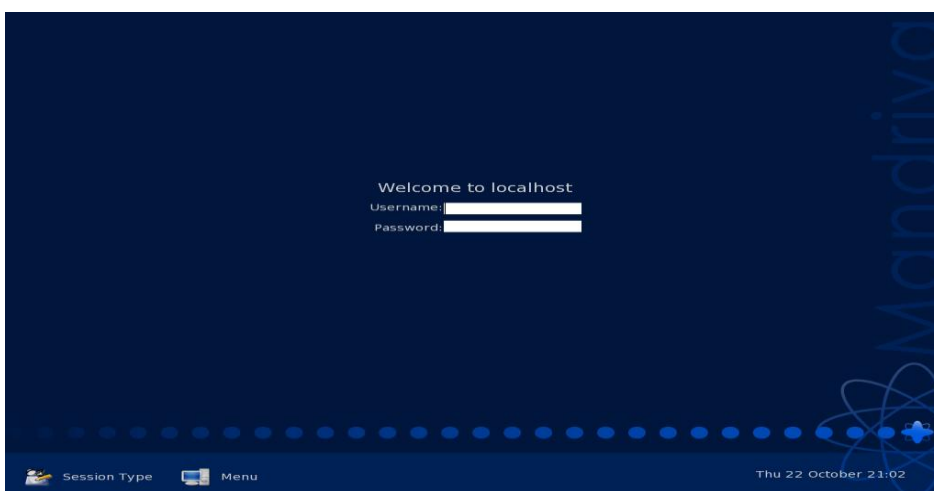 Welcome to localhost
Username:
Password:
Mandriva
Session Type
Menu
Thu 22 October 21:02